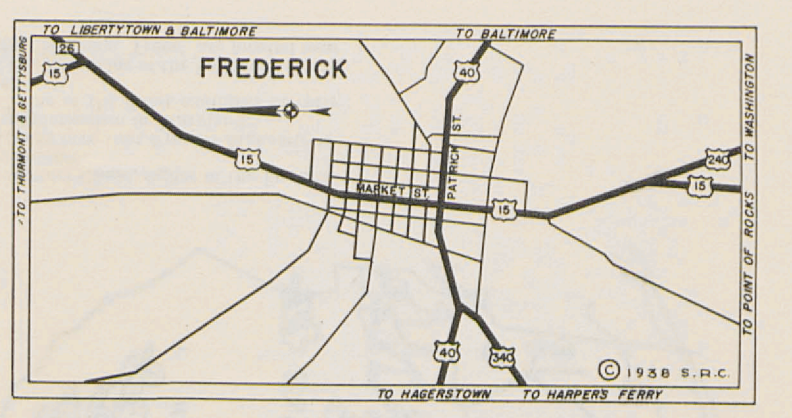 TO LIBERTYTOWN & BALTIMORE
TO BALTIMORE
26
15
FREDERICK
40
TO THURMONT & GETTYSBURG
TO WASHINGTON
15
PATRICK ST.
MARKET ST.
240
15
15
TO POINT OF ROCKS
40
340
© 1938 S.R.C.
TO HAGERSTOWN
TO HARPER'S FERRY